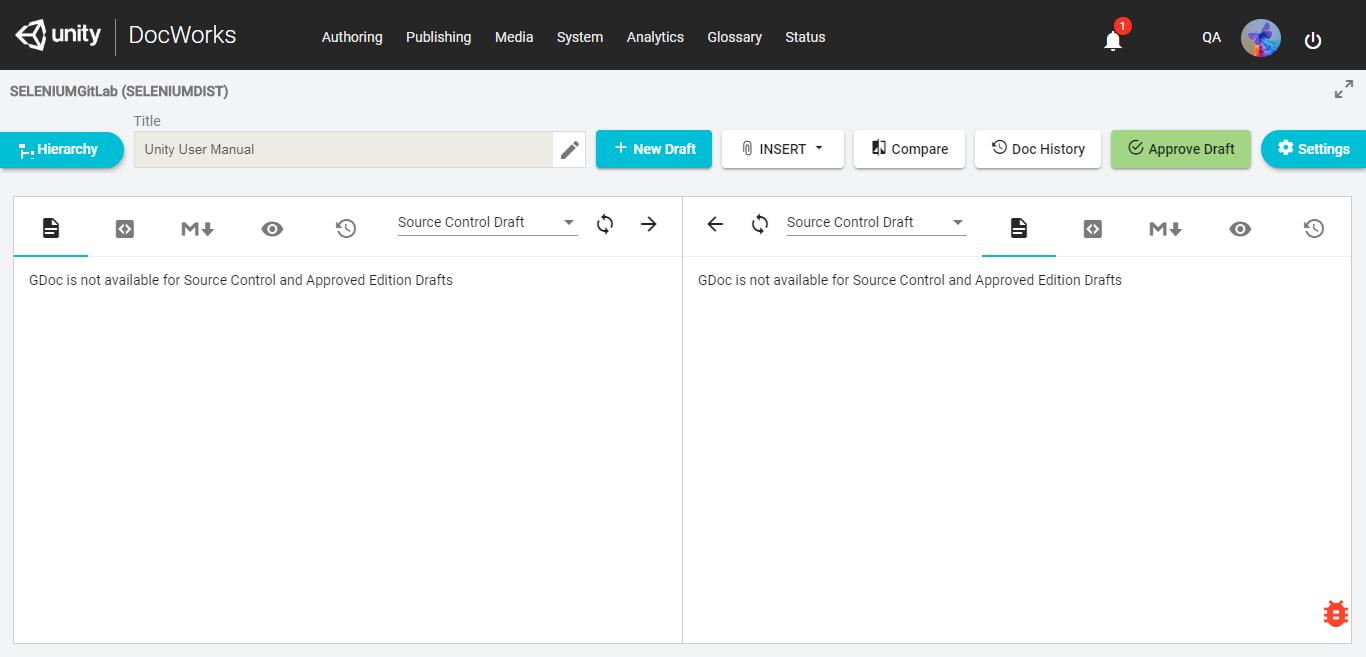 unity DocWorks Authoring Publishing Media System Analytics Glossary Status 1 QA
SELENIUMGitLab (SELENIUMDIST)
Title
Hierarchy Unity User Manual + New Draft INSERT Compare Doc History Approve Draft Settings
M Source Control Draft Source Control Draft M
GDoc is not available for Source Control and Approved Edition Drafts
GDoc is not available for Source Control and Approved Edition Drafts